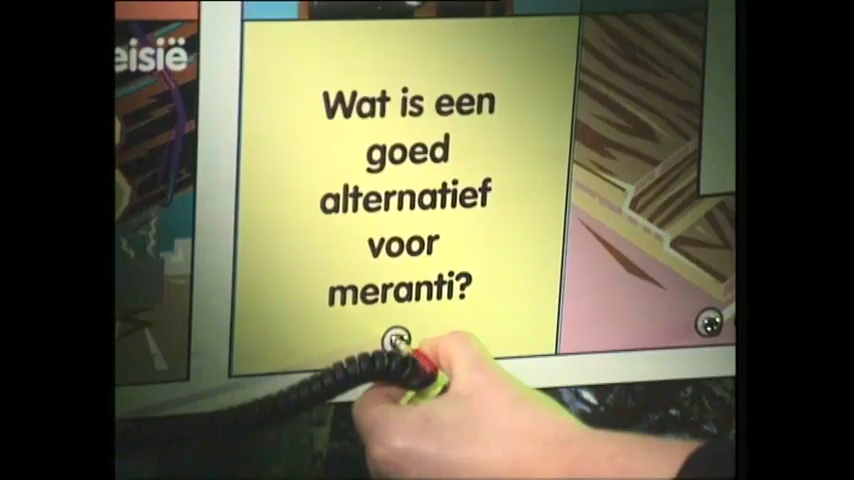 eisië
Wat is een
goed
alternatief
voor
meranti?